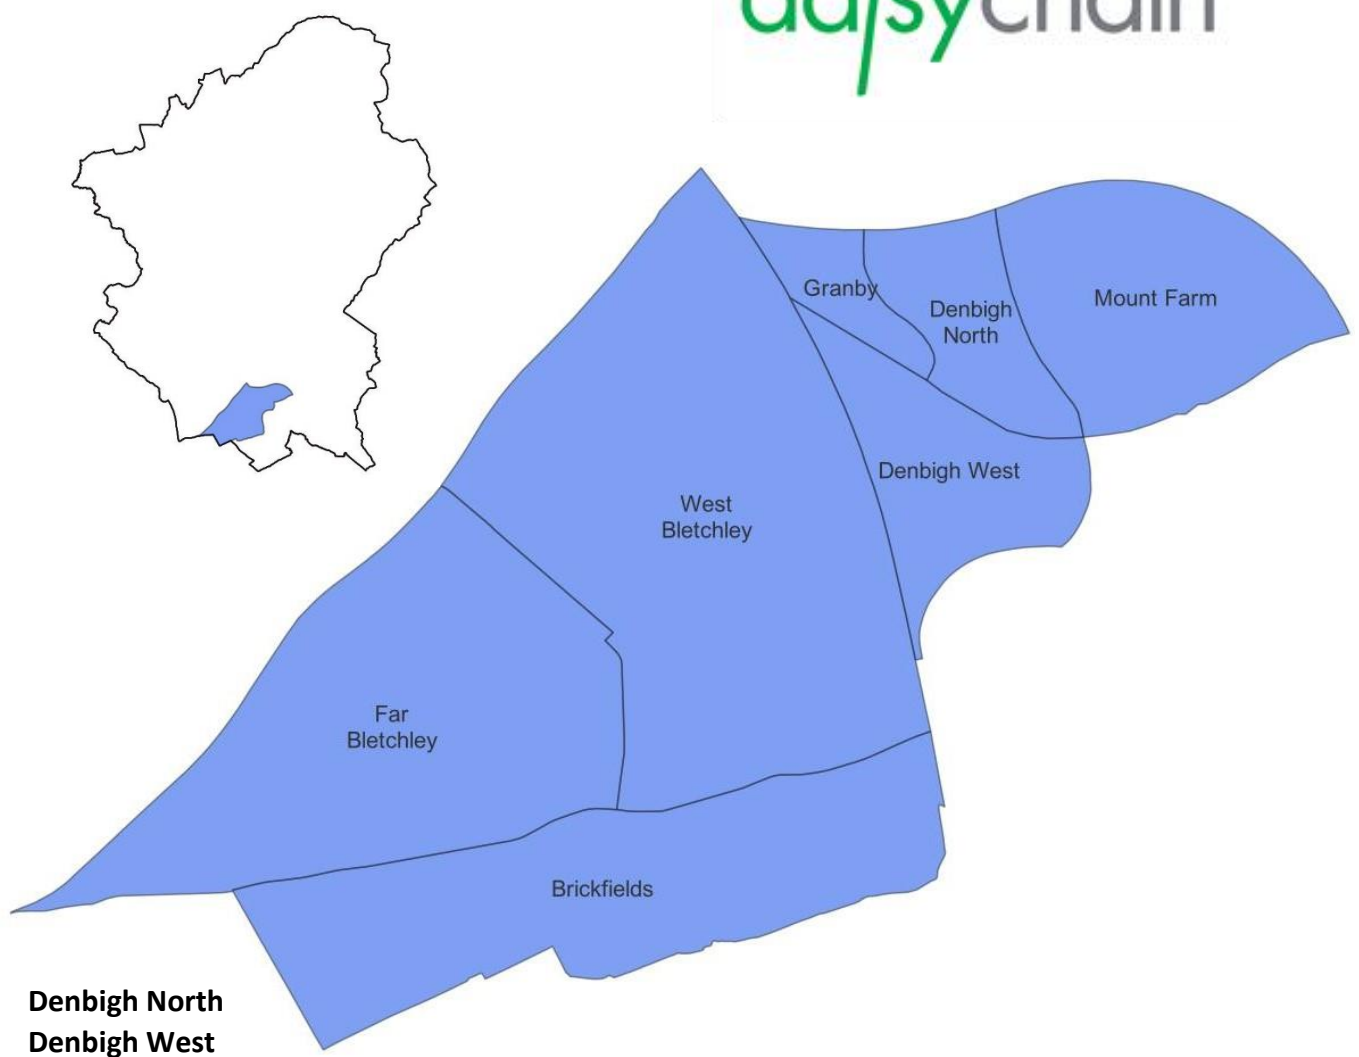 daisychain
Granby
Denbigh
North
Mount Farm
Denbigh West
West
Bletchley
Far
Bletchley
Brickfields
Denbigh North
Denbigh West